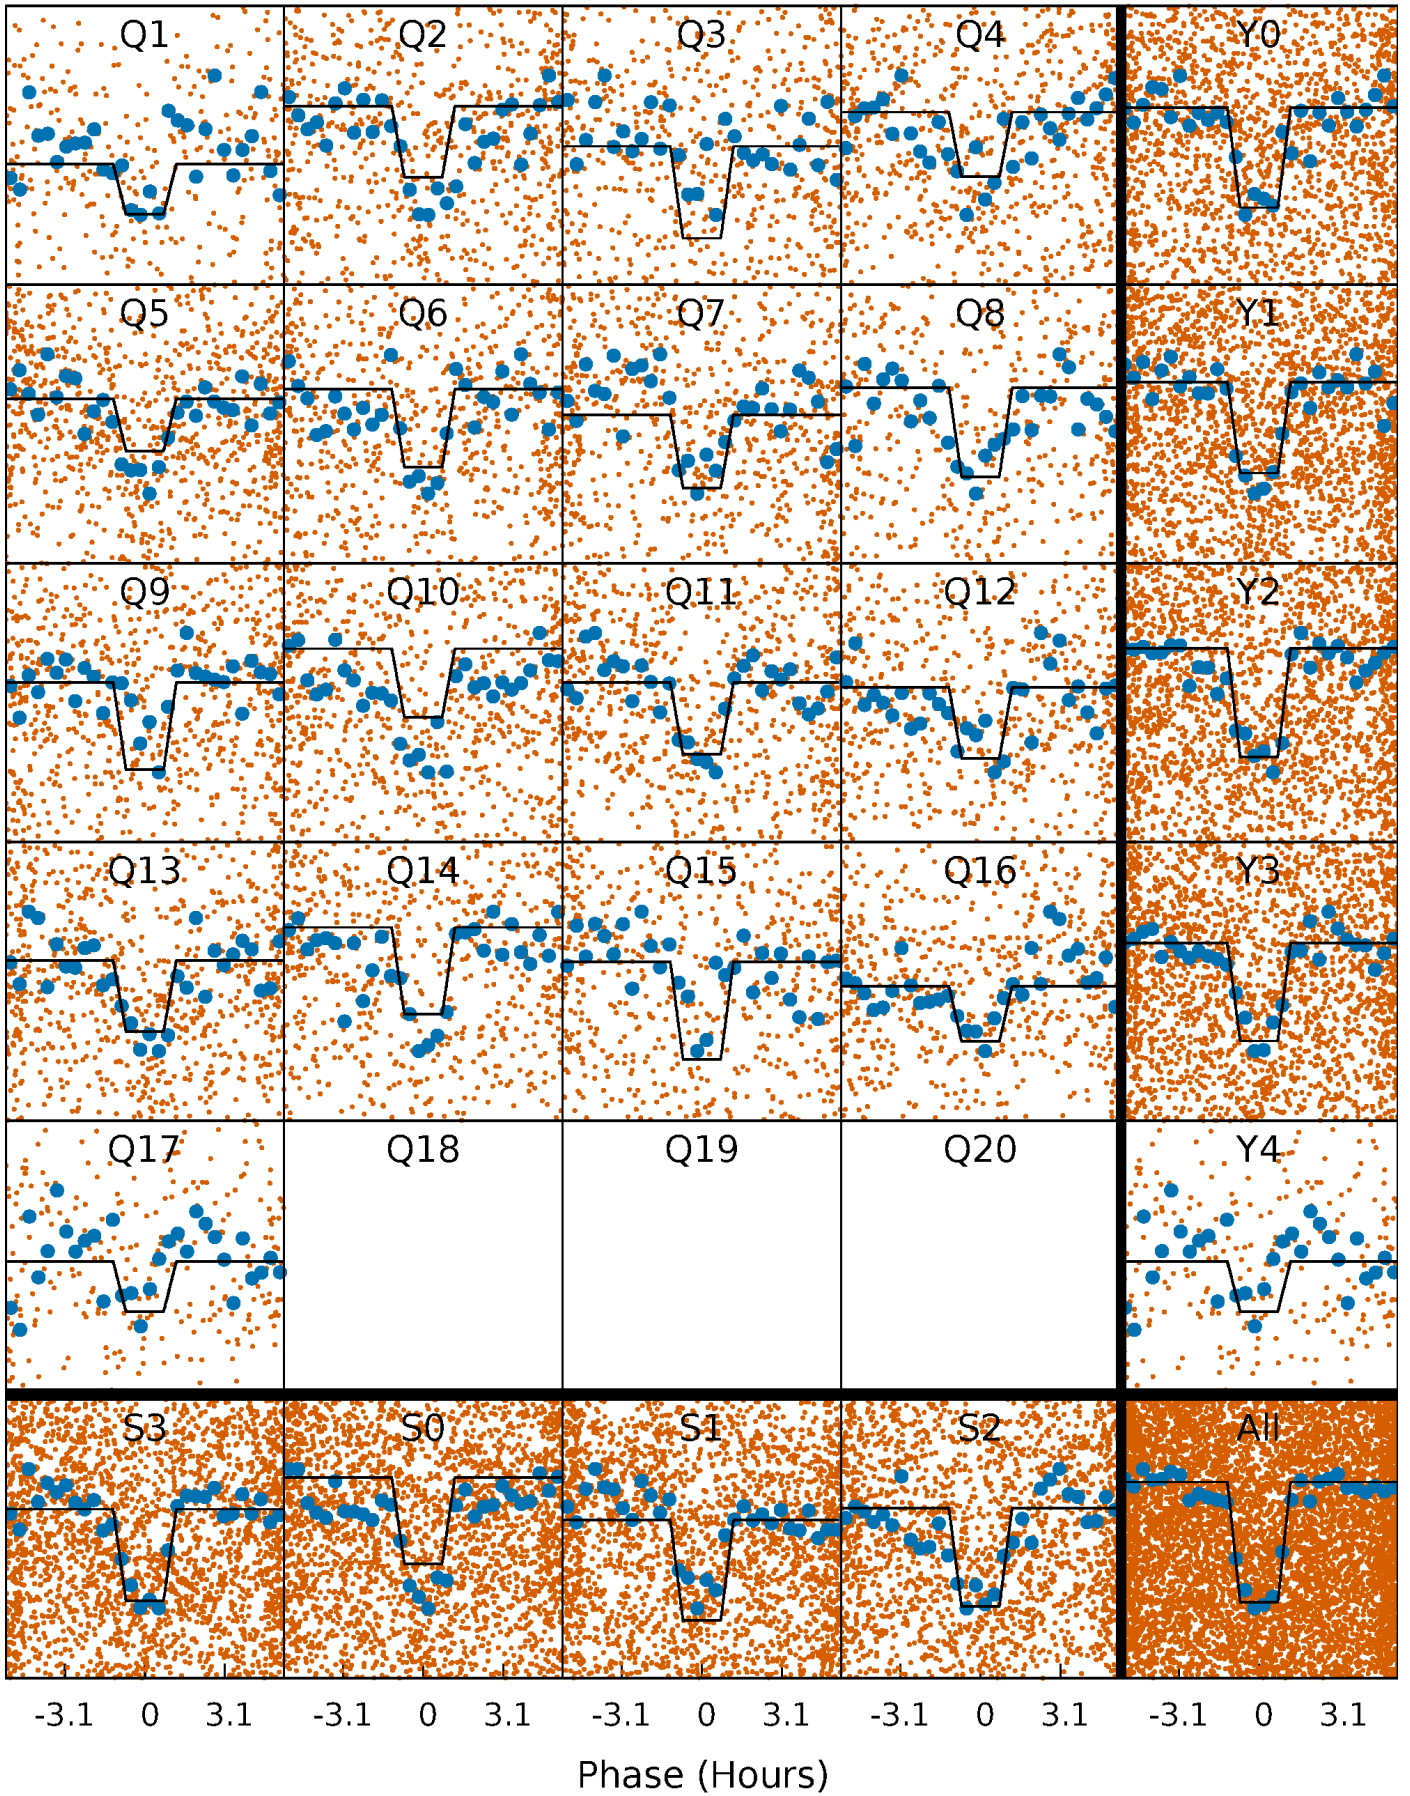 Q1 Q2 Q3 Q4 Y0
Q5 Q6 Q7 Q8 Y1
Q9 Q10 Q11 Q12 Y2
Q13 Q14 Q15 Q16 Y3
Q17 Q18 Q19 Q20 Y4
S3 S0 S1 S2 All
-3.1 0 3.1 -3.1 0 3.1 -3.1 0 3.1 -3.1 0 3.1 -3.1 0 3.1
Phase (Hours)